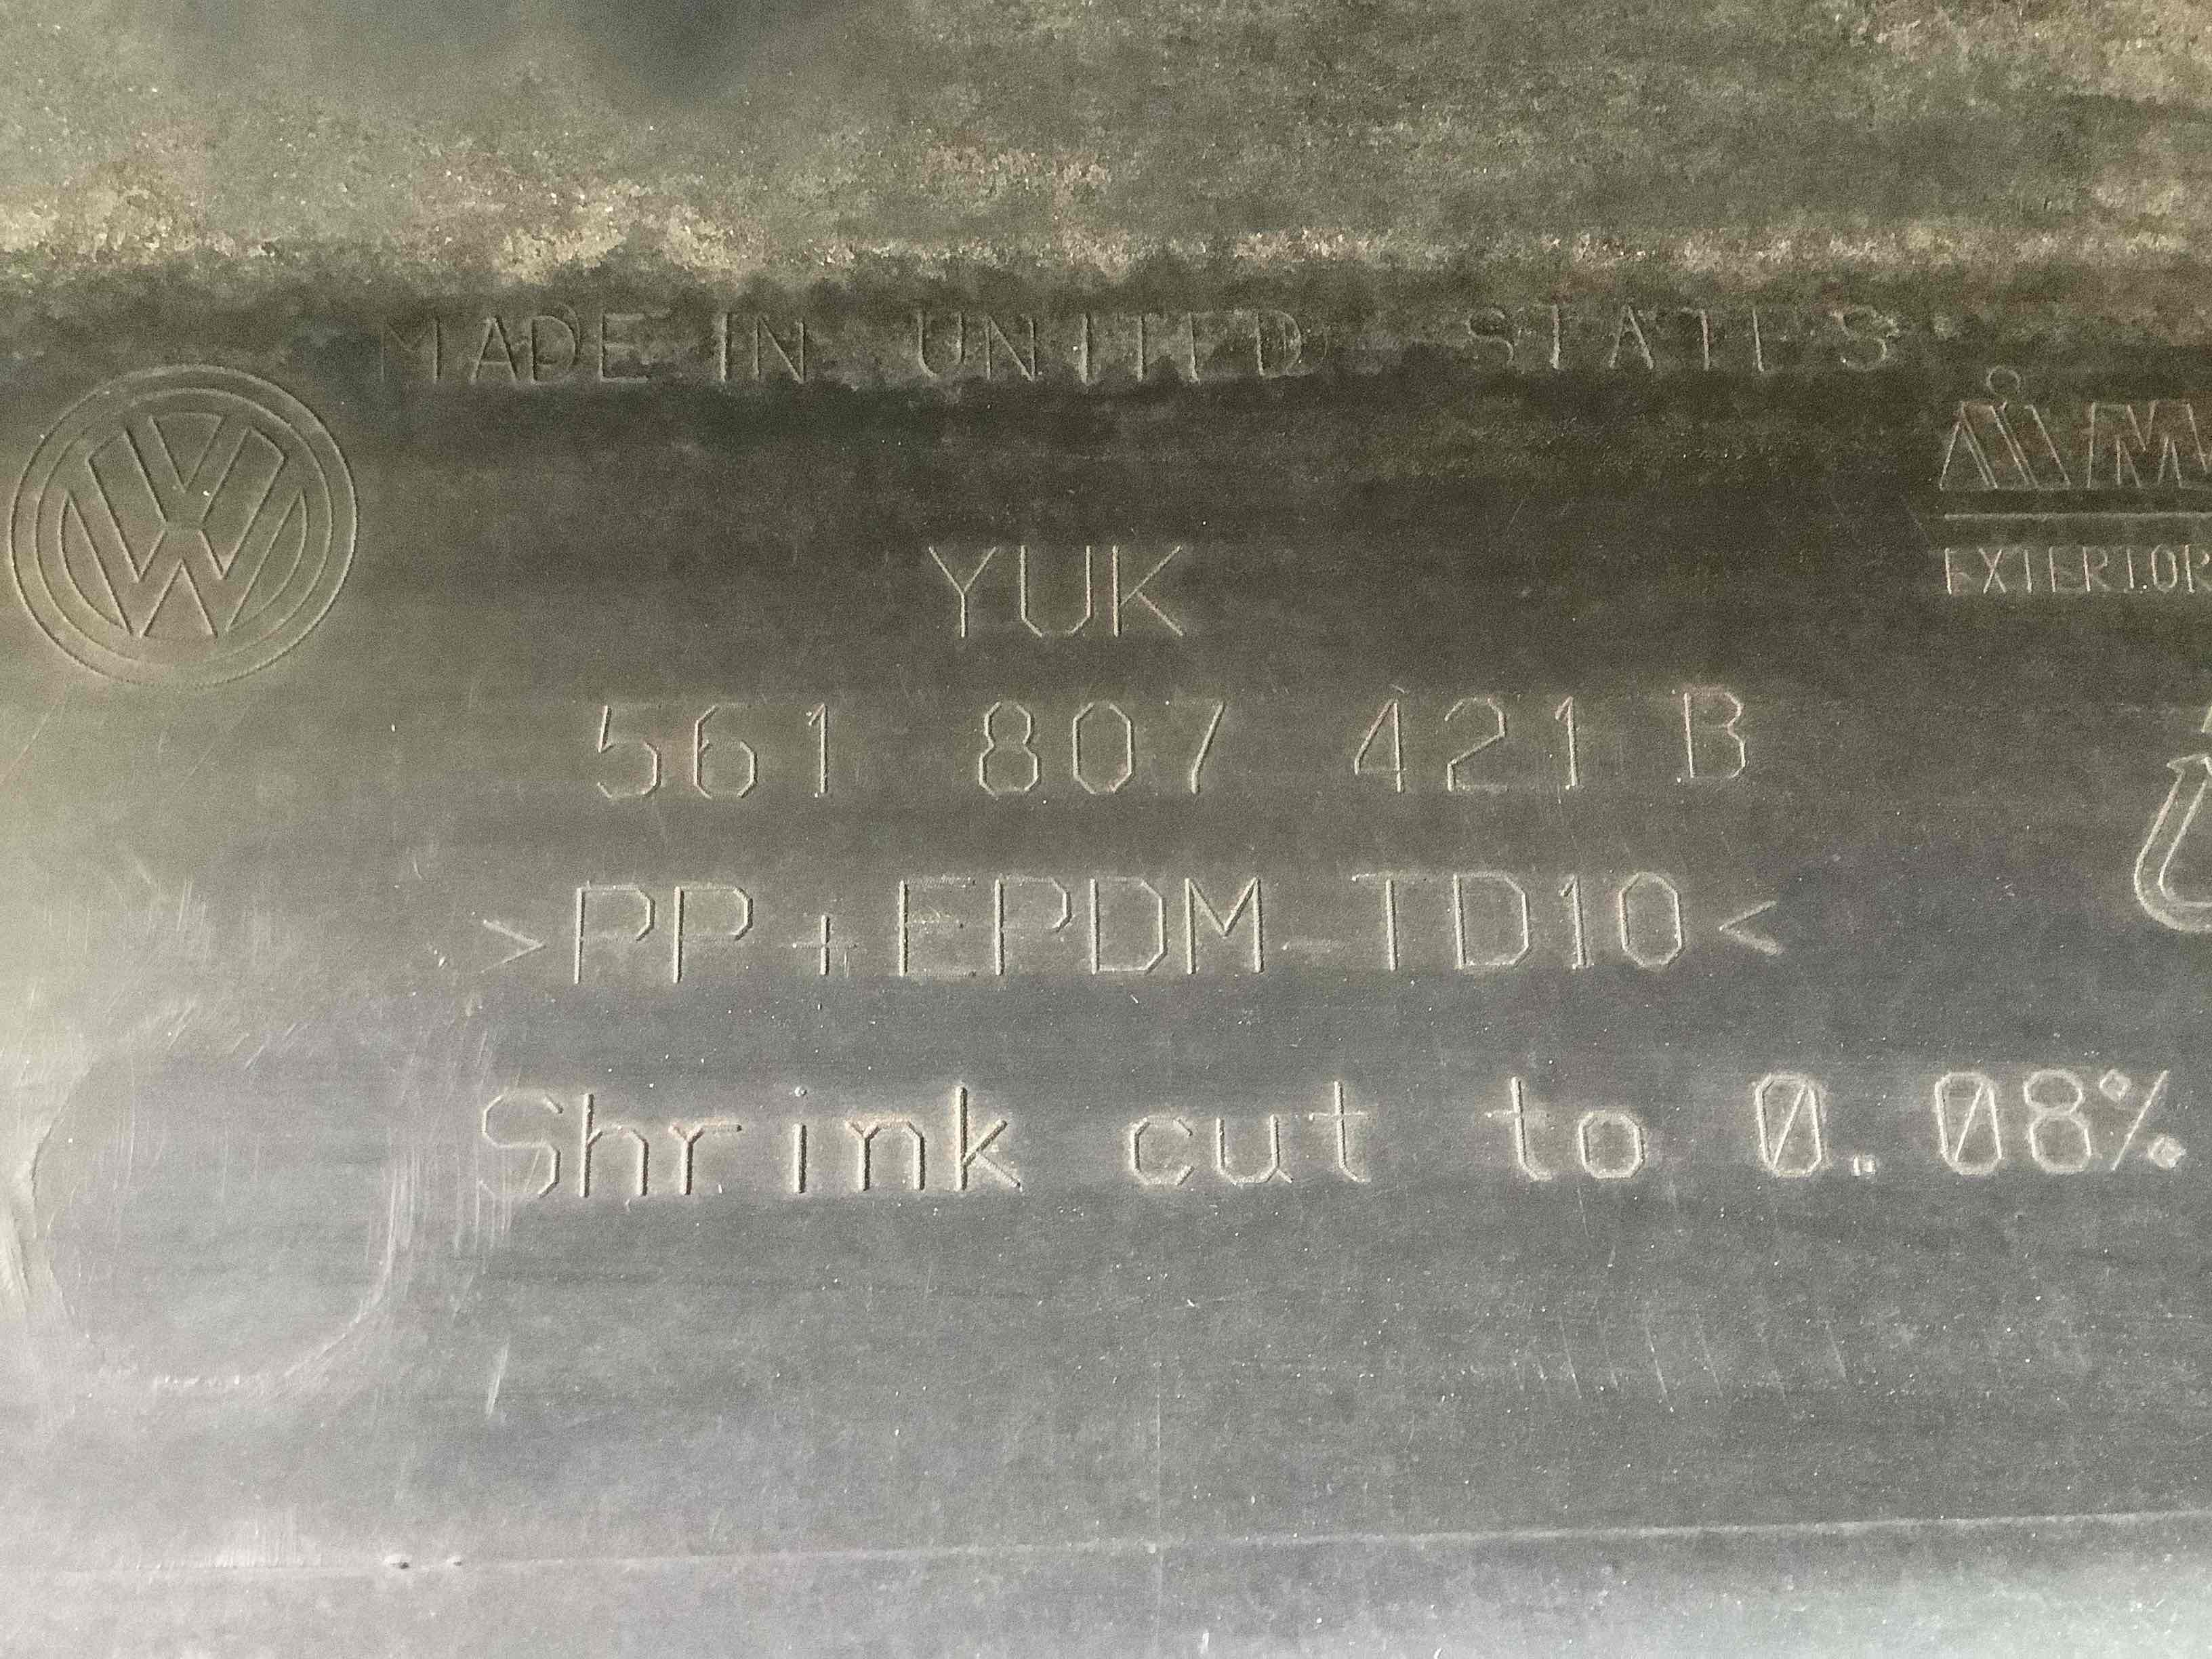 MADE IN UNITED STATES
EXTERIOR
YUK
561 807 421 B
>PP+EPDM-TD10<
Shrink cut to 0.08%